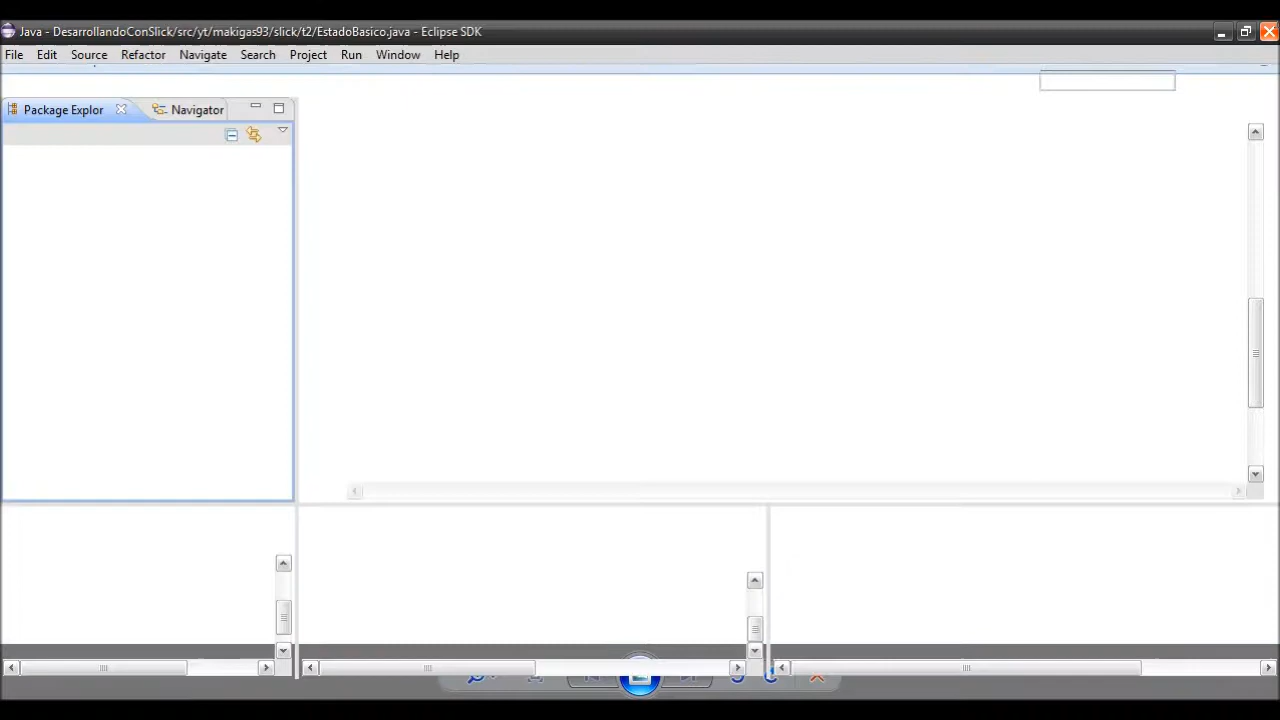 Java - DesarrollandoConSlick/src/yt/makigas93/slick/t2/EstadoBasico.java - Eclipse SDK
File Edit Source Refactor Navigate Search Project Run Window Help
Package Explor Navigator